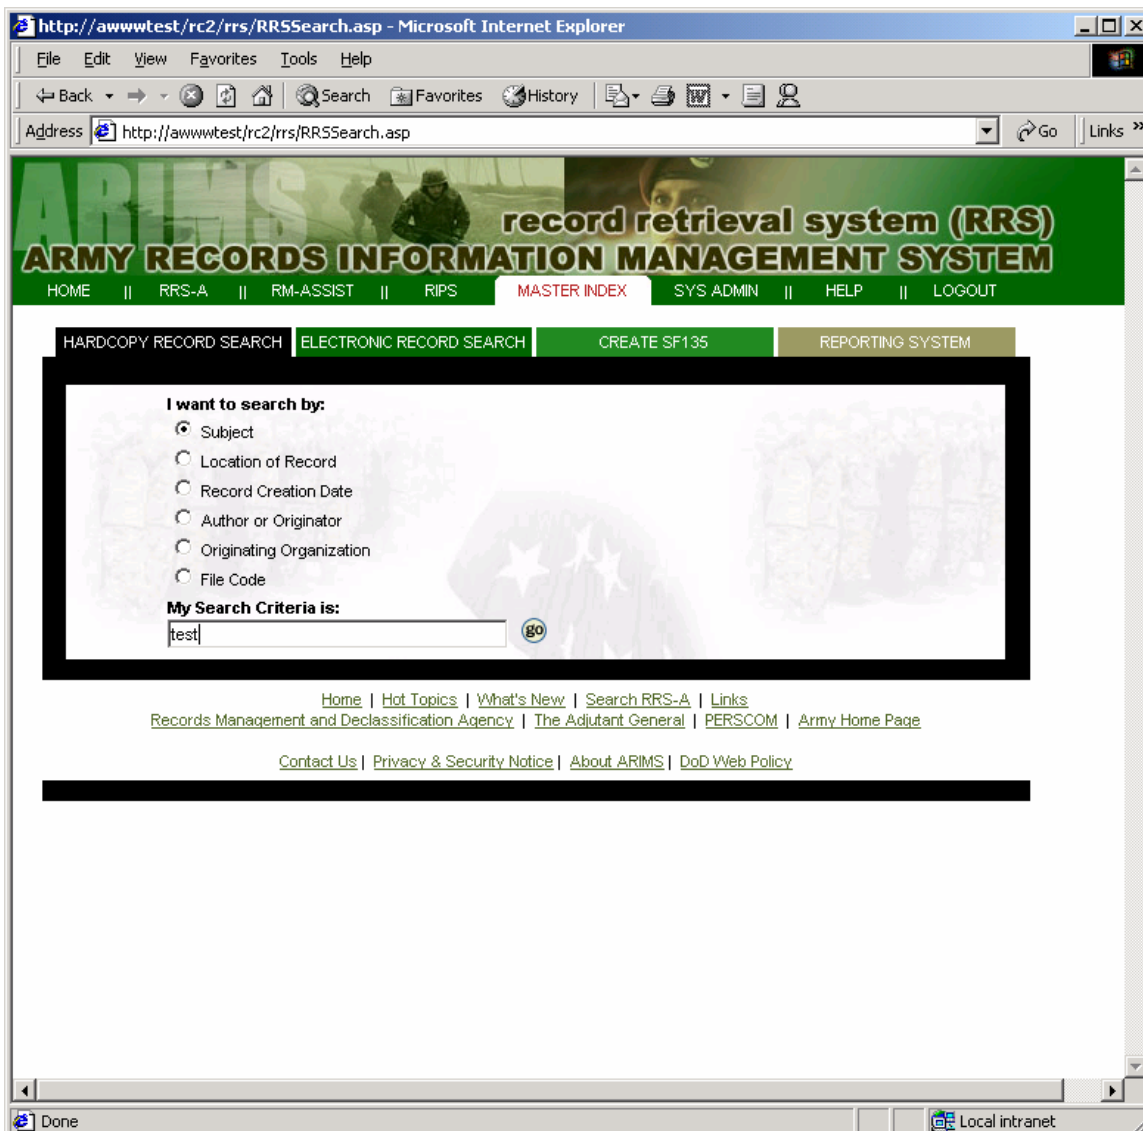 http://awwwtest/rc2/rrs/RRSSearch.asp - Microsoft Internet Explorer
File Edit View Favorites Tools Help
Back Search Favorites History W
Address http://awwwtest/rc2/rrs/RRSSearch.asp Go Links »
ARIMS
record retrieval system (RRS)
ARMY RECORDS INFORMATION MANAGEMENT SYSTEM
HOME || RRS-A || RM-ASSIST || RIPS MASTER INDEX SYS ADMIN || HELP || LOGOUT
HARDCOPY RECORD SEARCH ELECTRONIC RECORD SEARCH CREATE SF135 REPORTING SYSTEM
I want to search by:
Subject
Location of Record
Record Creation Date
Author or Originator
Originating Organization
File Code
My Search Criteria is:
test go
Home | Hot Topics | What's New | Search RRS-A | Links
Records Management and Declassification Agency | The Adjutant General | PERSCOM | Army Home Page
Contact Us | Privacy & Security Notice | About ARIMS | DoD Web Policy
Done Local intranet